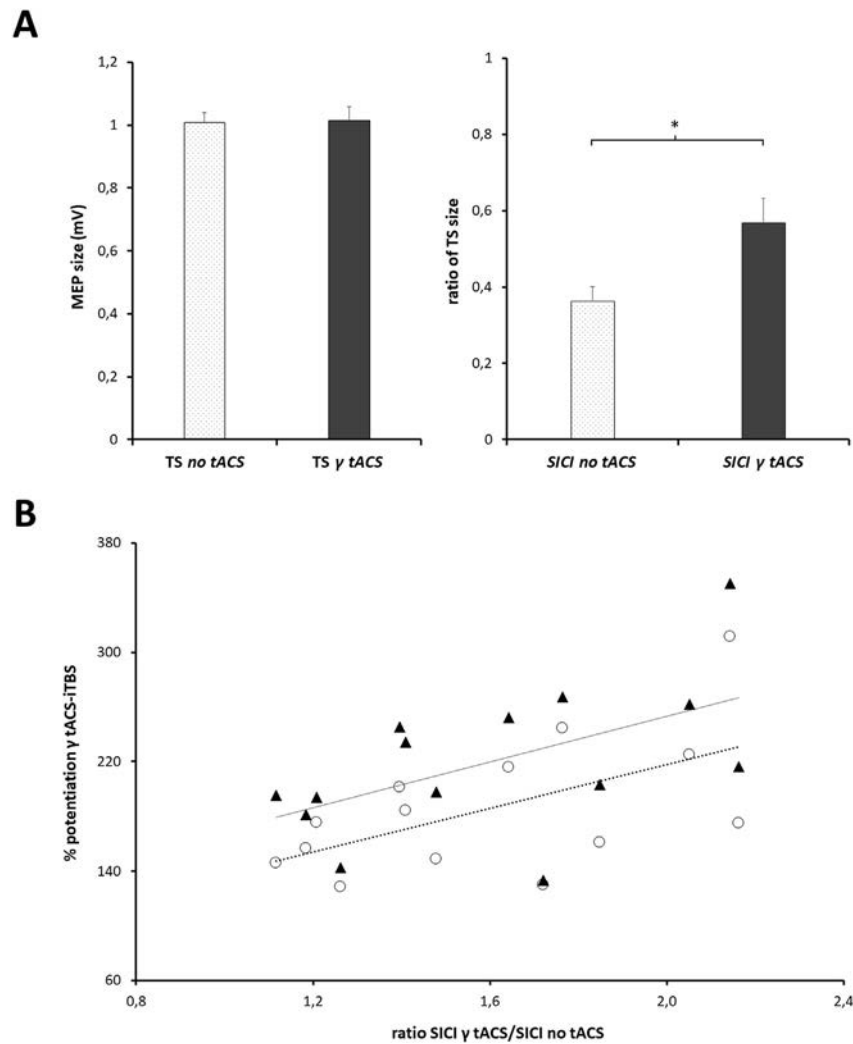 A
MEP size (mV)
1,2
1
0,8
0,6
0,4
0,2
0
TS no tACS
TS γ tACS
ratio of TS size
1
0,8
0,6
0,4
0,2
0
*
SICI no tACS
SICI γ tACS
B
% potentiation γ tACS-iTBS
380
300
220
140
60
0,8
1,2
1,6
2,0
2,4
ratio SICI γ tACS/SICI no tACS